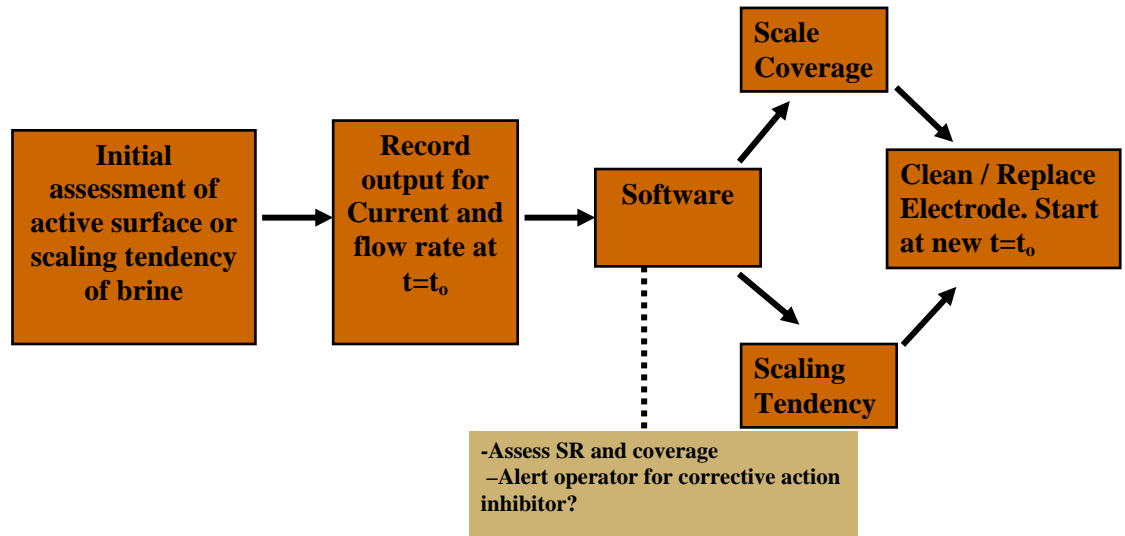 Initial
assessment of
active surface or
scaling tendency
of brine
Record
output for
Current and
flow rate at
t=tₒ
Software
Scale
Coverage
Scaling
Tendency
Clean / Replace
Electrode. Start
at new t=tₒ
-Assess SR and coverage
–Alert operator for corrective action
inhibitor?